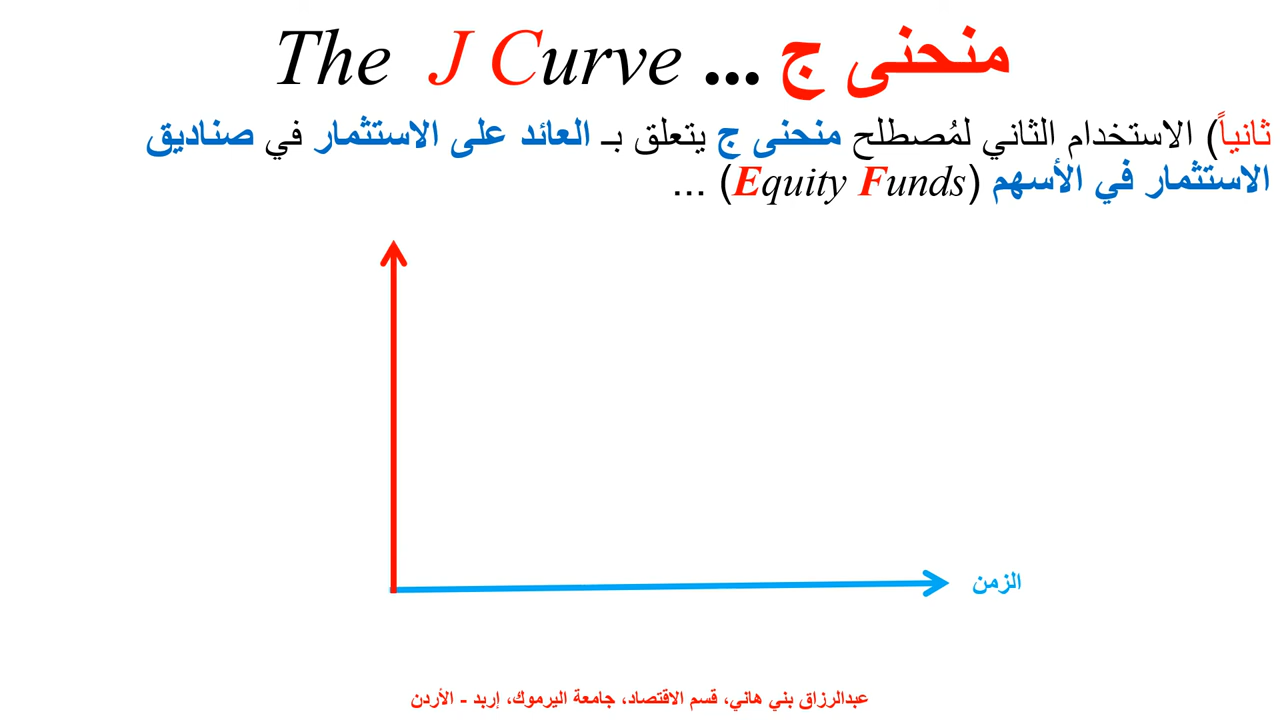 منحنى ج ... The J Curve
ثانياً) الاستخدام الثاني لمُصطلح منحنى ج يتعلق بـ العائد على الاستثمار في صناديق
الاستثمار في الأسهم (Equity Funds) ...
الزمن
عبدالرزاق بني هاني، قسم الاقتصاد، جامعة اليرموك، إربد - الأردن